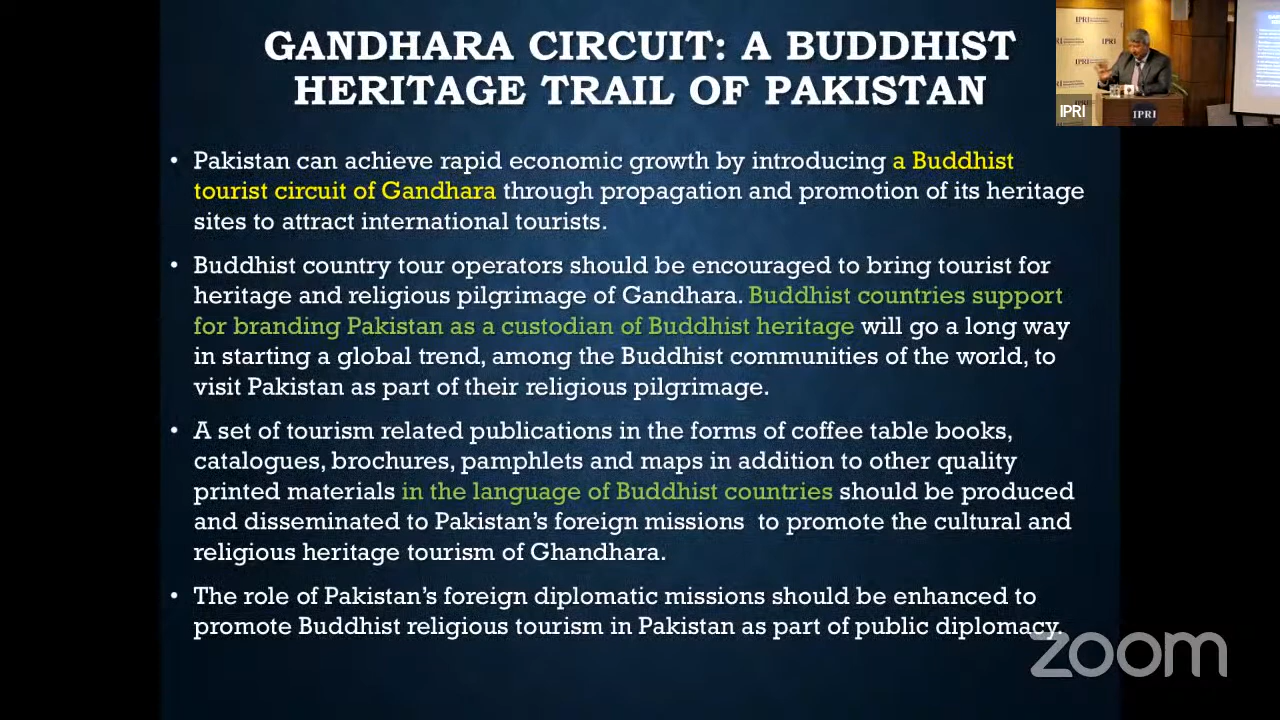 GANDHARA CIRCUIT: A BUDDHIST
HERITAGE TRAIL OF PAKISTAN
• Pakistan can achieve rapid economic growth by introducing a Buddhist
tourist circuit of Gandhara through propagation and promotion of its heritage
sites to attract international tourists.
• Buddhist country tour operators should be encouraged to bring tourist for
heritage and religious pilgrimage of Gandhara. Buddhist countries support
for branding Pakistan as a custodian of Buddhist heritage will go a long way
in starting a global trend, among the Buddhist communities of the world, to
visit Pakistan as part of their religious pilgrimage.
• A set of tourism related publications in the forms of coffee table books,
catalogues, brochures, pamphlets and maps in addition to other quality
printed materials in the language of Buddhist countries should be produced
and disseminated to Pakistan's foreign missions to promote the cultural and
religious heritage tourism of Ghandhara.
• The role of Pakistan's foreign diplomatic missions should be enhanced to
promote Buddhist religious tourism in Pakistan as part of public diplomacy.
IPRI
IPRI
IPRI
IPRI
IPRI
zoom